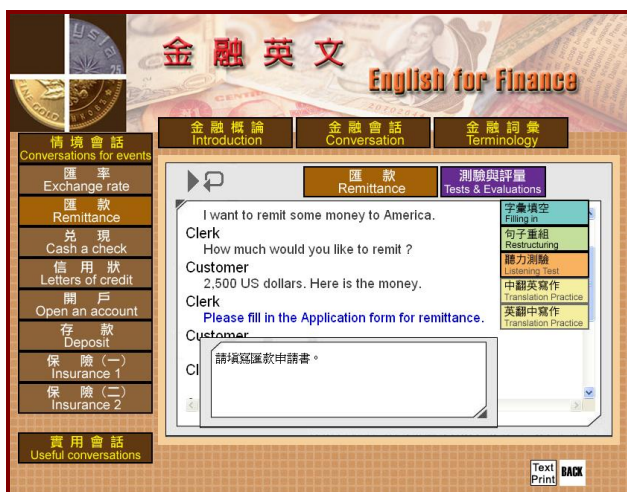 金融英文
English for Finance
金融概論
Introduction
金融會話
Conversation
金融詞彙
Terminology
情境會話
Conversations for events
匯率
Exchange rate
匯款
Remittance
兌現
Cash a check
信用狀
Letters of credit
開戶
Open an account
存款
Deposit
保險(一)
Insurance 1
保險(二)
Insurance 2
實用會話
Useful conversations
匯款
Remittance
測驗與評量
Tests & Evaluations
字彙填空
Filling in
句子重組
Restructuring
聽力測驗
Listening Test
中翻英寫作
Translation Practice
英翻中寫作
Translation Practice
I want to remit some money to America.
Clerk
How much would you like to remit ?
Customer
2,500 US dollars. Here is the money.
Clerk
Please fill in the Application form for remittance.
Customer
請填寫匯款申請書。
Text
Print
BACK